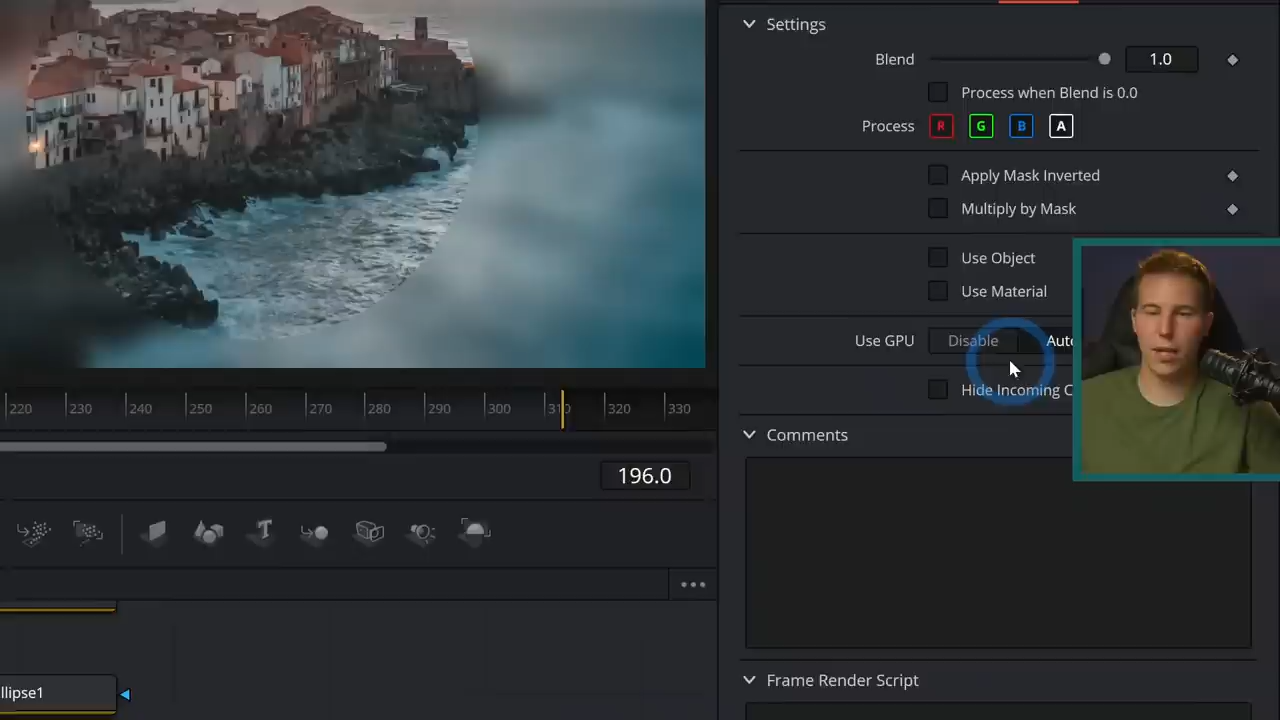 Settings
Blend 1.0
Process when Blend is 0.0
Process R G B A
Apply Mask Inverted
Multiply by Mask
Use Object
Use Material
Use GPU Disable Auto
Hide Incoming C
Comments
220 230 240 250 260 270 280 290 300 310 320 330
196.0
T
llipse1
Frame Render Script